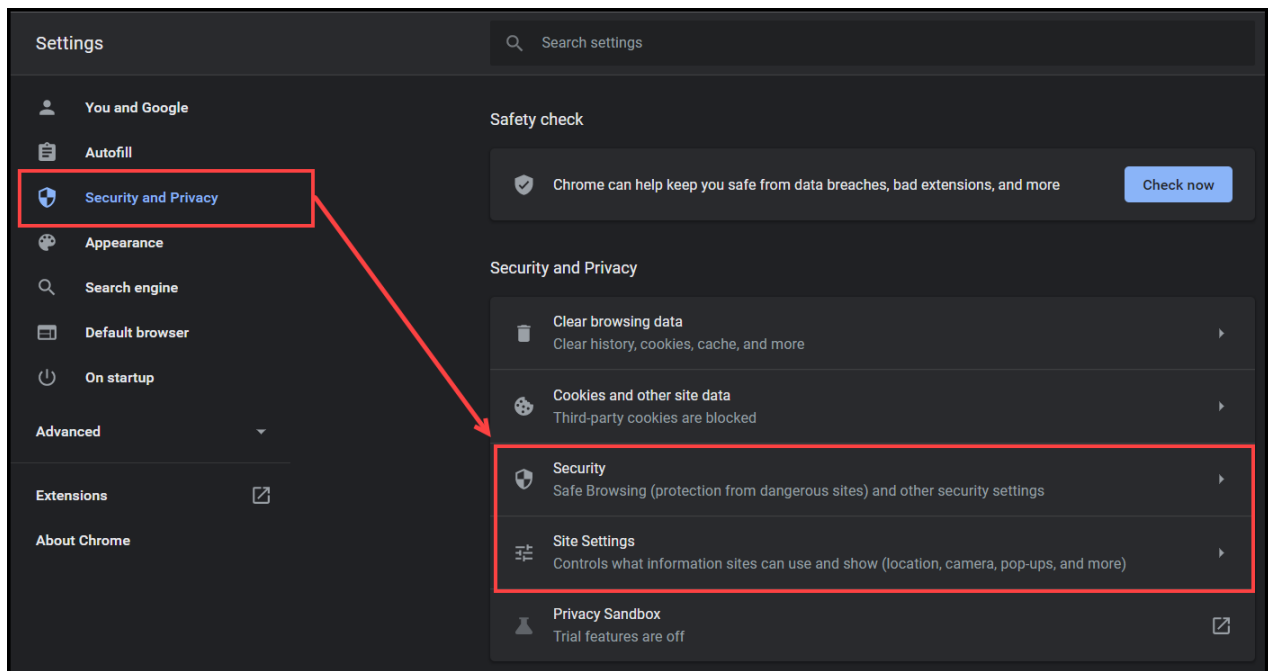 Settings
Search settings
You and Google
Autofill
Security and Privacy
Appearance
Search engine
Default browser
On startup
Advanced
Extensions
About Chrome
Safety check
Chrome can help keep you safe from data breaches, bad extensions, and more
Check now
Security and Privacy
Clear browsing data
Clear history, cookies, cache, and more
Cookies and other site data
Third-party cookies are blocked
Security
Safe Browsing (protection from dangerous sites) and other security settings
Site Settings
Controls what information sites can use and show (location, camera, pop-ups, and more)
Privacy Sandbox
Trial features are off